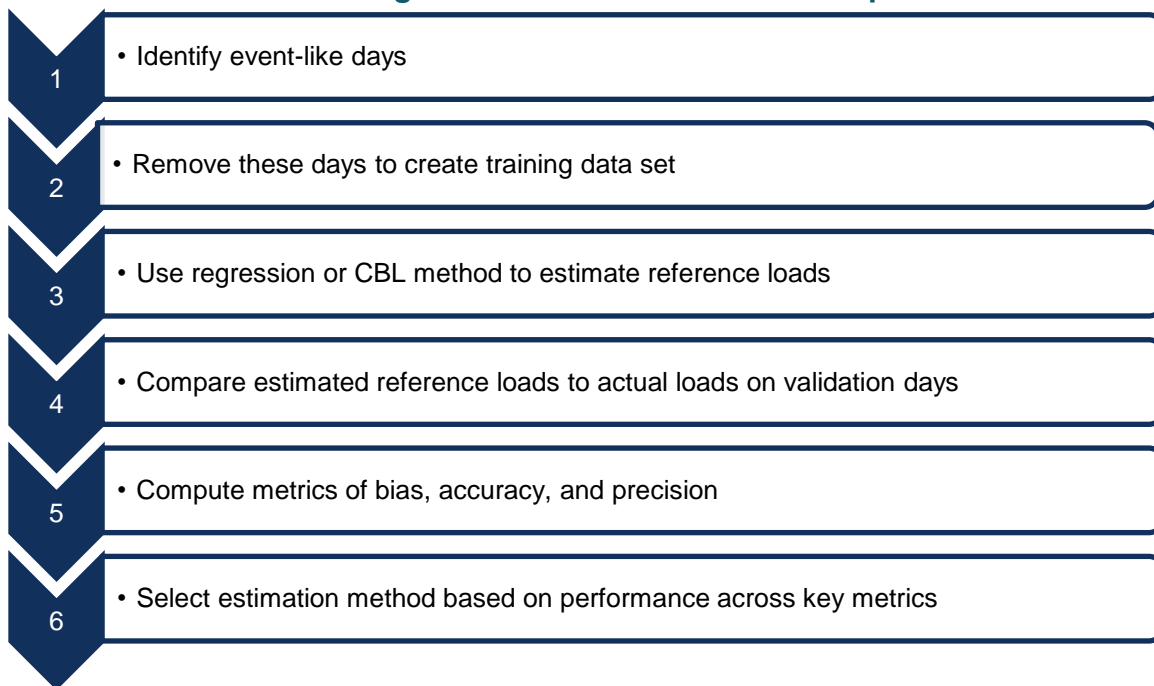 1
• Identify event-like days
2
• Remove these days to create training data set
3
• Use regression or CBL method to estimate reference loads
4
• Compare estimated reference loads to actual loads on validation days
5
• Compute metrics of bias, accuracy, and precision
6
• Select estimation method based on performance across key metrics